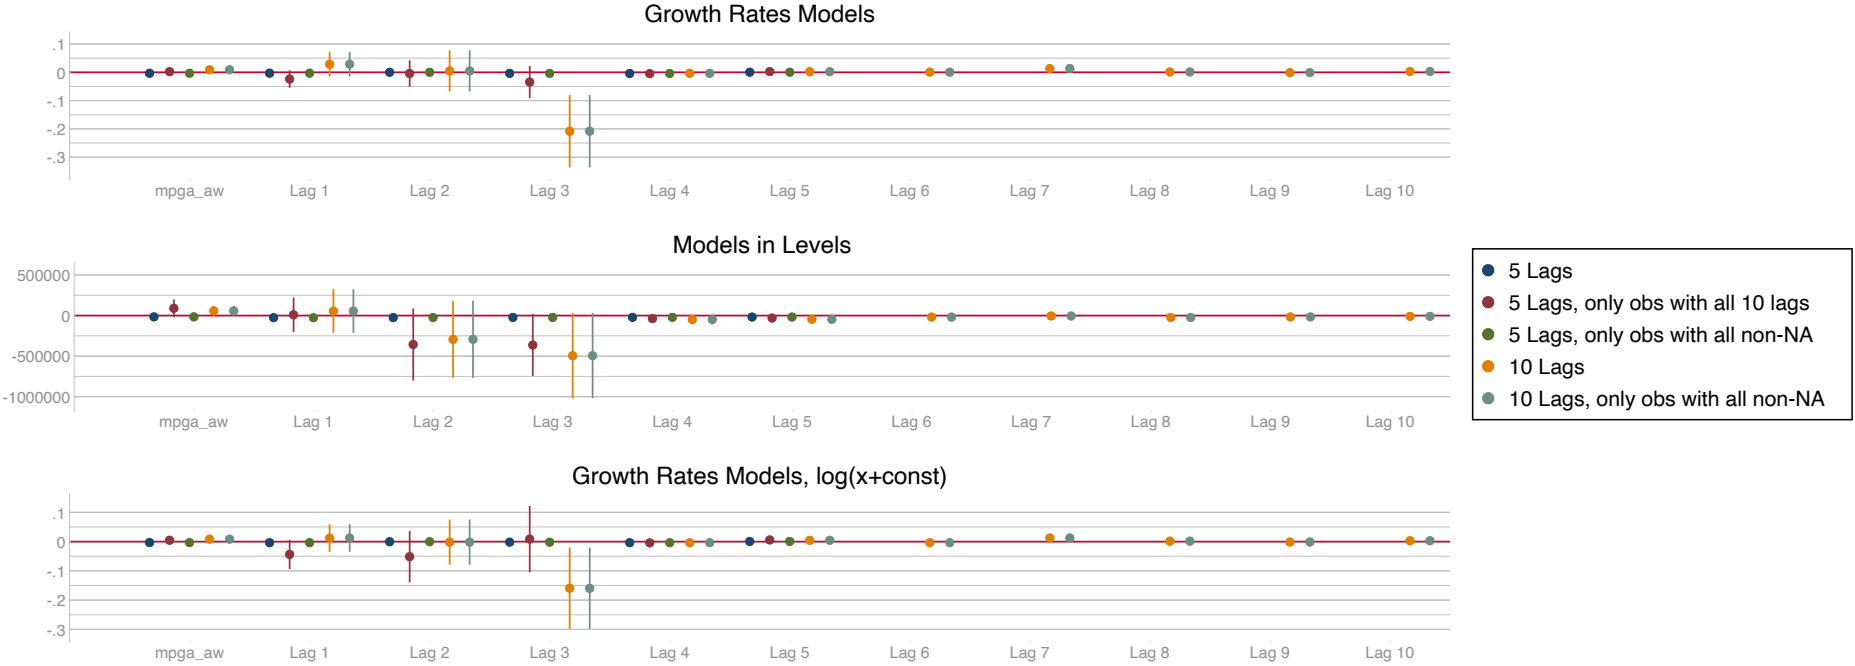 Growth Rates Models
.1
0
-.1
-.2
-.3
mpga_aw Lag 1 Lag 2 Lag 3 Lag 4 Lag 5 Lag 6 Lag 7 Lag 8 Lag 9 Lag 10
Models in Levels
500000
0
-500000
-1000000
mpga_aw Lag 1 Lag 2 Lag 3 Lag 4 Lag 5 Lag 6 Lag 7 Lag 8 Lag 9 Lag 10
5 Lags
5 Lags, only obs with all 10 lags
5 Lags, only obs with all non-NA
10 Lags
10 Lags, only obs with all non-NA
Growth Rates Models, log(x+const)
.1
0
-.1
-.2
-.3
mpga_aw Lag 1 Lag 2 Lag 3 Lag 4 Lag 5 Lag 6 Lag 7 Lag 8 Lag 9 Lag 10